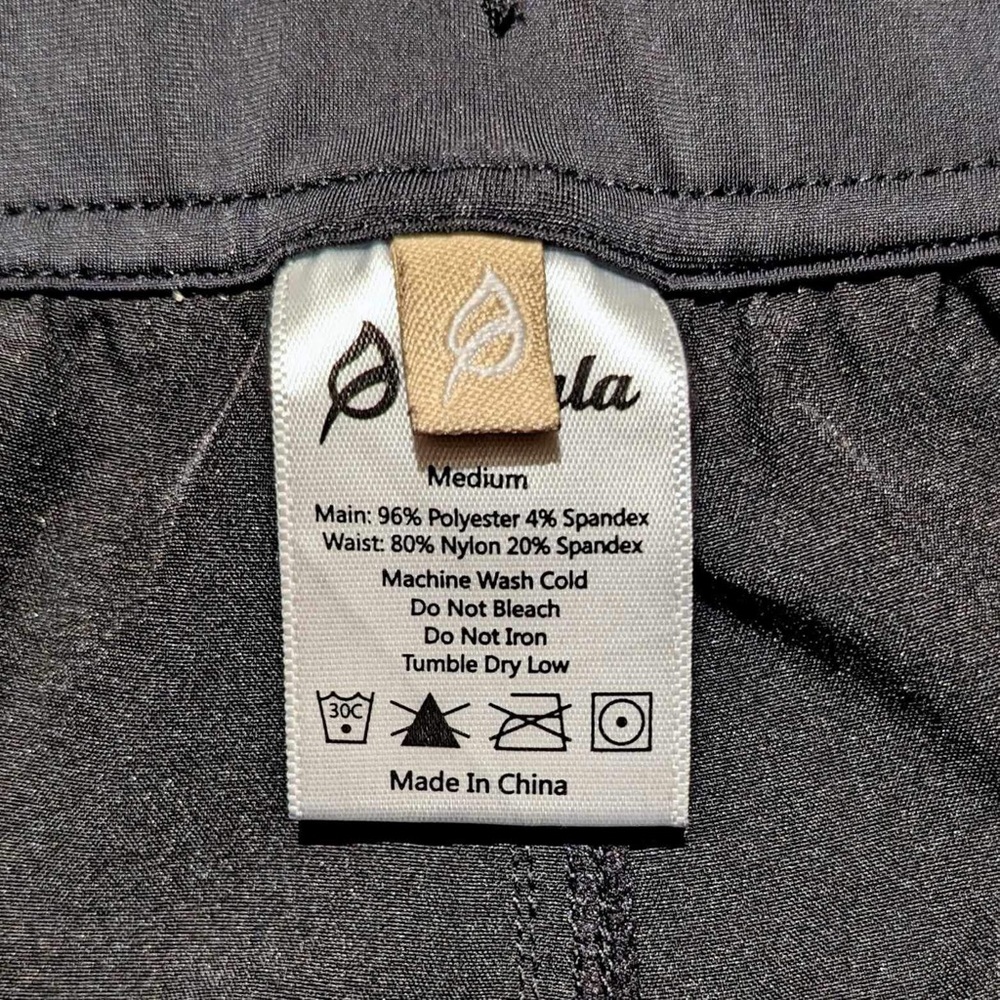 Medium
Main: 96% Polyester 4% Spandex
Waist: 80% Nylon 20% Spandex
Machine Wash Cold
Do Not Bleach
Do Not Iron
Tumble Dry Low
30C
Made In China